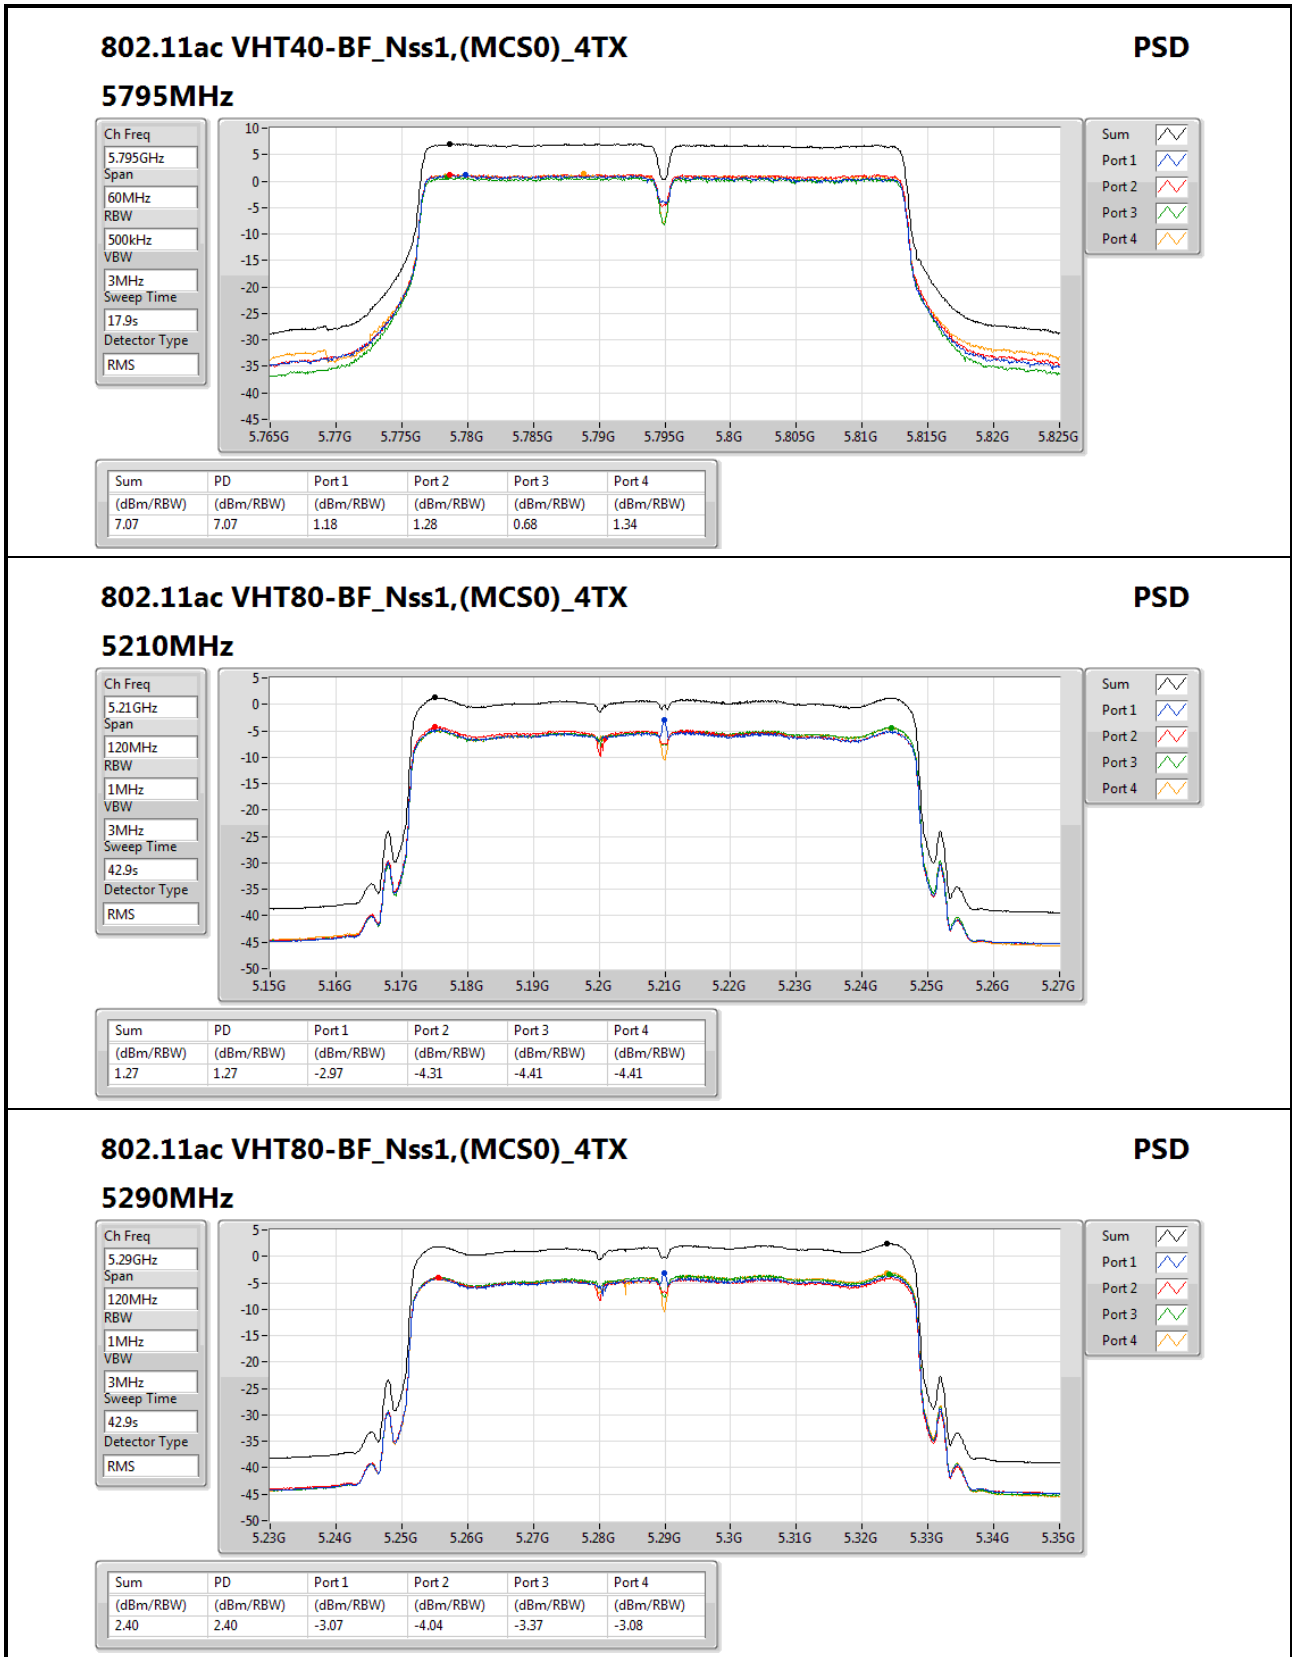 802.11ac VHT40-BF_Nss1,(MCS0)_4TX PSD
5795MHz
Ch Freq
5.795GHz
Span
60MHz
RBW
500kHz
VBW
3MHz
Sweep Time
17.9s
Detector Type
RMS
10
5
0
-5
-10
-15
-20
-25
-30
-35
-40
-45
5.765G 5.77G 5.775G 5.78G 5.785G 5.79G 5.795G 5.8G 5.805G 5.81G 5.815G 5.82G 5.825G
Sum
Port 1
Port 2
Port 3
Port 4
Sum PD Port 1 Port 2 Port 3 Port 4
(dBm/RBW) (dBm/RBW) (dBm/RBW) (dBm/RBW) (dBm/RBW) (dBm/RBW)
7.07 7.07 1.18 1.28 0.68 1.34
802.11ac VHT80-BF_Nss1,(MCS0)_4TX PSD
5210MHz
Ch Freq
5.21GHz
Span
120MHz
RBW
1MHz
VBW
3MHz
Sweep Time
42.9s
Detector Type
RMS
5
0
-5
-10
-15
-20
-25
-30
-35
-40
-45
-50
5.15G 5.16G 5.17G 5.18G 5.19G 5.2G 5.21G 5.22G 5.23G 5.24G 5.25G 5.26G 5.27G
Sum
Port 1
Port 2
Port 3
Port 4
Sum PD Port 1 Port 2 Port 3 Port 4
(dBm/RBW) (dBm/RBW) (dBm/RBW) (dBm/RBW) (dBm/RBW) (dBm/RBW)
1.27 1.27 -2.97 -4.31 -4.41 -4.41
802.11ac VHT80-BF_Nss1,(MCS0)_4TX PSD
5290MHz
Ch Freq
5.29GHz
Span
120MHz
RBW
1MHz
VBW
3MHz
Sweep Time
42.9s
Detector Type
RMS
5
0
-5
-10
-15
-20
-25
-30
-35
-40
-45
-50
5.23G 5.24G 5.25G 5.26G 5.27G 5.28G 5.29G 5.3G 5.31G 5.32G 5.33G 5.34G 5.35G
Sum
Port 1
Port 2
Port 3
Port 4
Sum PD Port 1 Port 2 Port 3 Port 4
(dBm/RBW) (dBm/RBW) (dBm/RBW) (dBm/RBW) (dBm/RBW) (dBm/RBW)
2.40 2.40 -3.07 -4.04 -3.37 -3.08